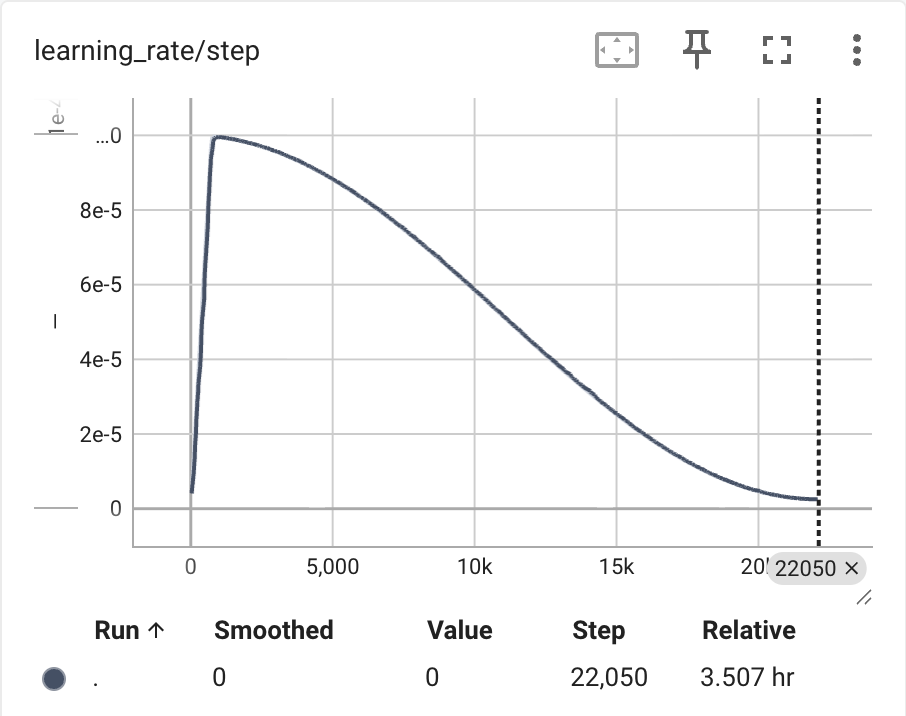 learning_rate/step
…0
8e-5
6e-5
4e-5
2e-5
0
0 5,000 10k 15k 22050 ×
Run ↑ Smoothed Value Step Relative
. 0 0 22,050 3.507 hr